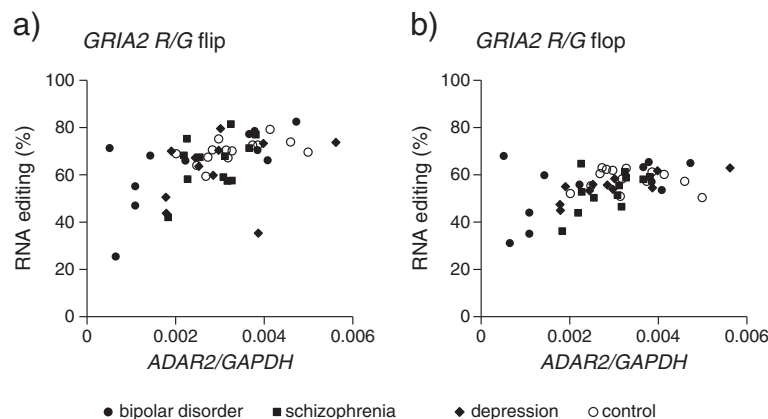 a)
GRIA2 R/G flip
100
80
60
40
20
0
RNA editing (%)
0
0.002
0.004
0.006
ADAR2/GAPDH
b)
GRIA2 R/G flop
100
80
60
40
20
0
RNA editing (%)
0
0.002
0.004
0.006
ADAR2/GAPDH
bipolar disorder
schizophrenia
depression
control